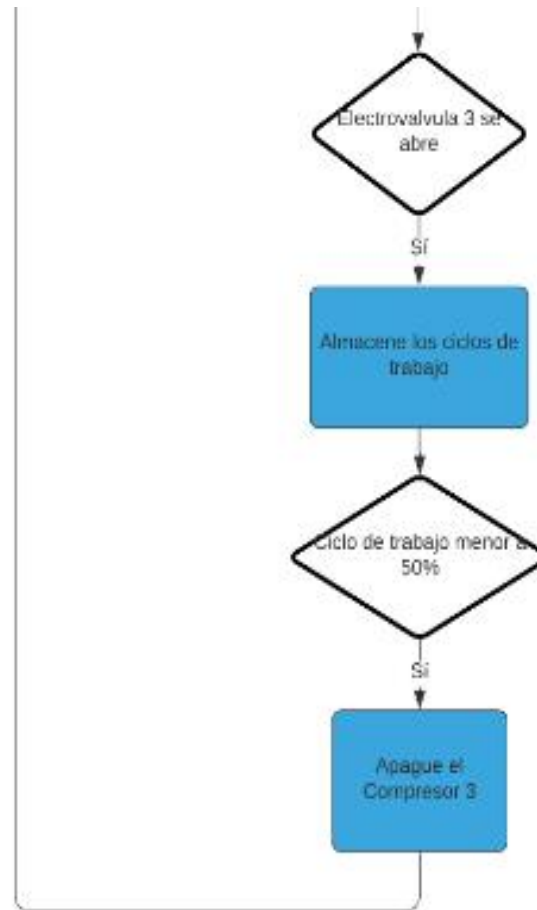 Electrovalvula 3 se
abre
Sí
Almacene los ciclos de
trabajo
Ciclo de trabajo menor a
50%
Sí
Apague el
Compresor 3